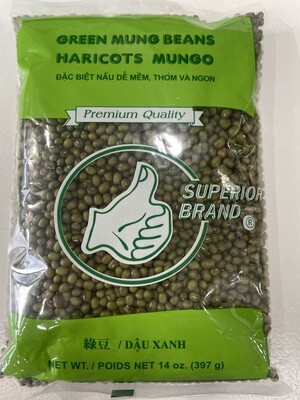 GREEN MUNG BEANS
HARICOTS MUNGO
ĐẶC BIỆT NẤU DỄ MỀM, THƠM VÀ NGON
Premium Quality
SUPERIOR
BRAND ®
綠豆 / DẬU XANH
NET WT. / POIDS NET 14 oz. (397 g)